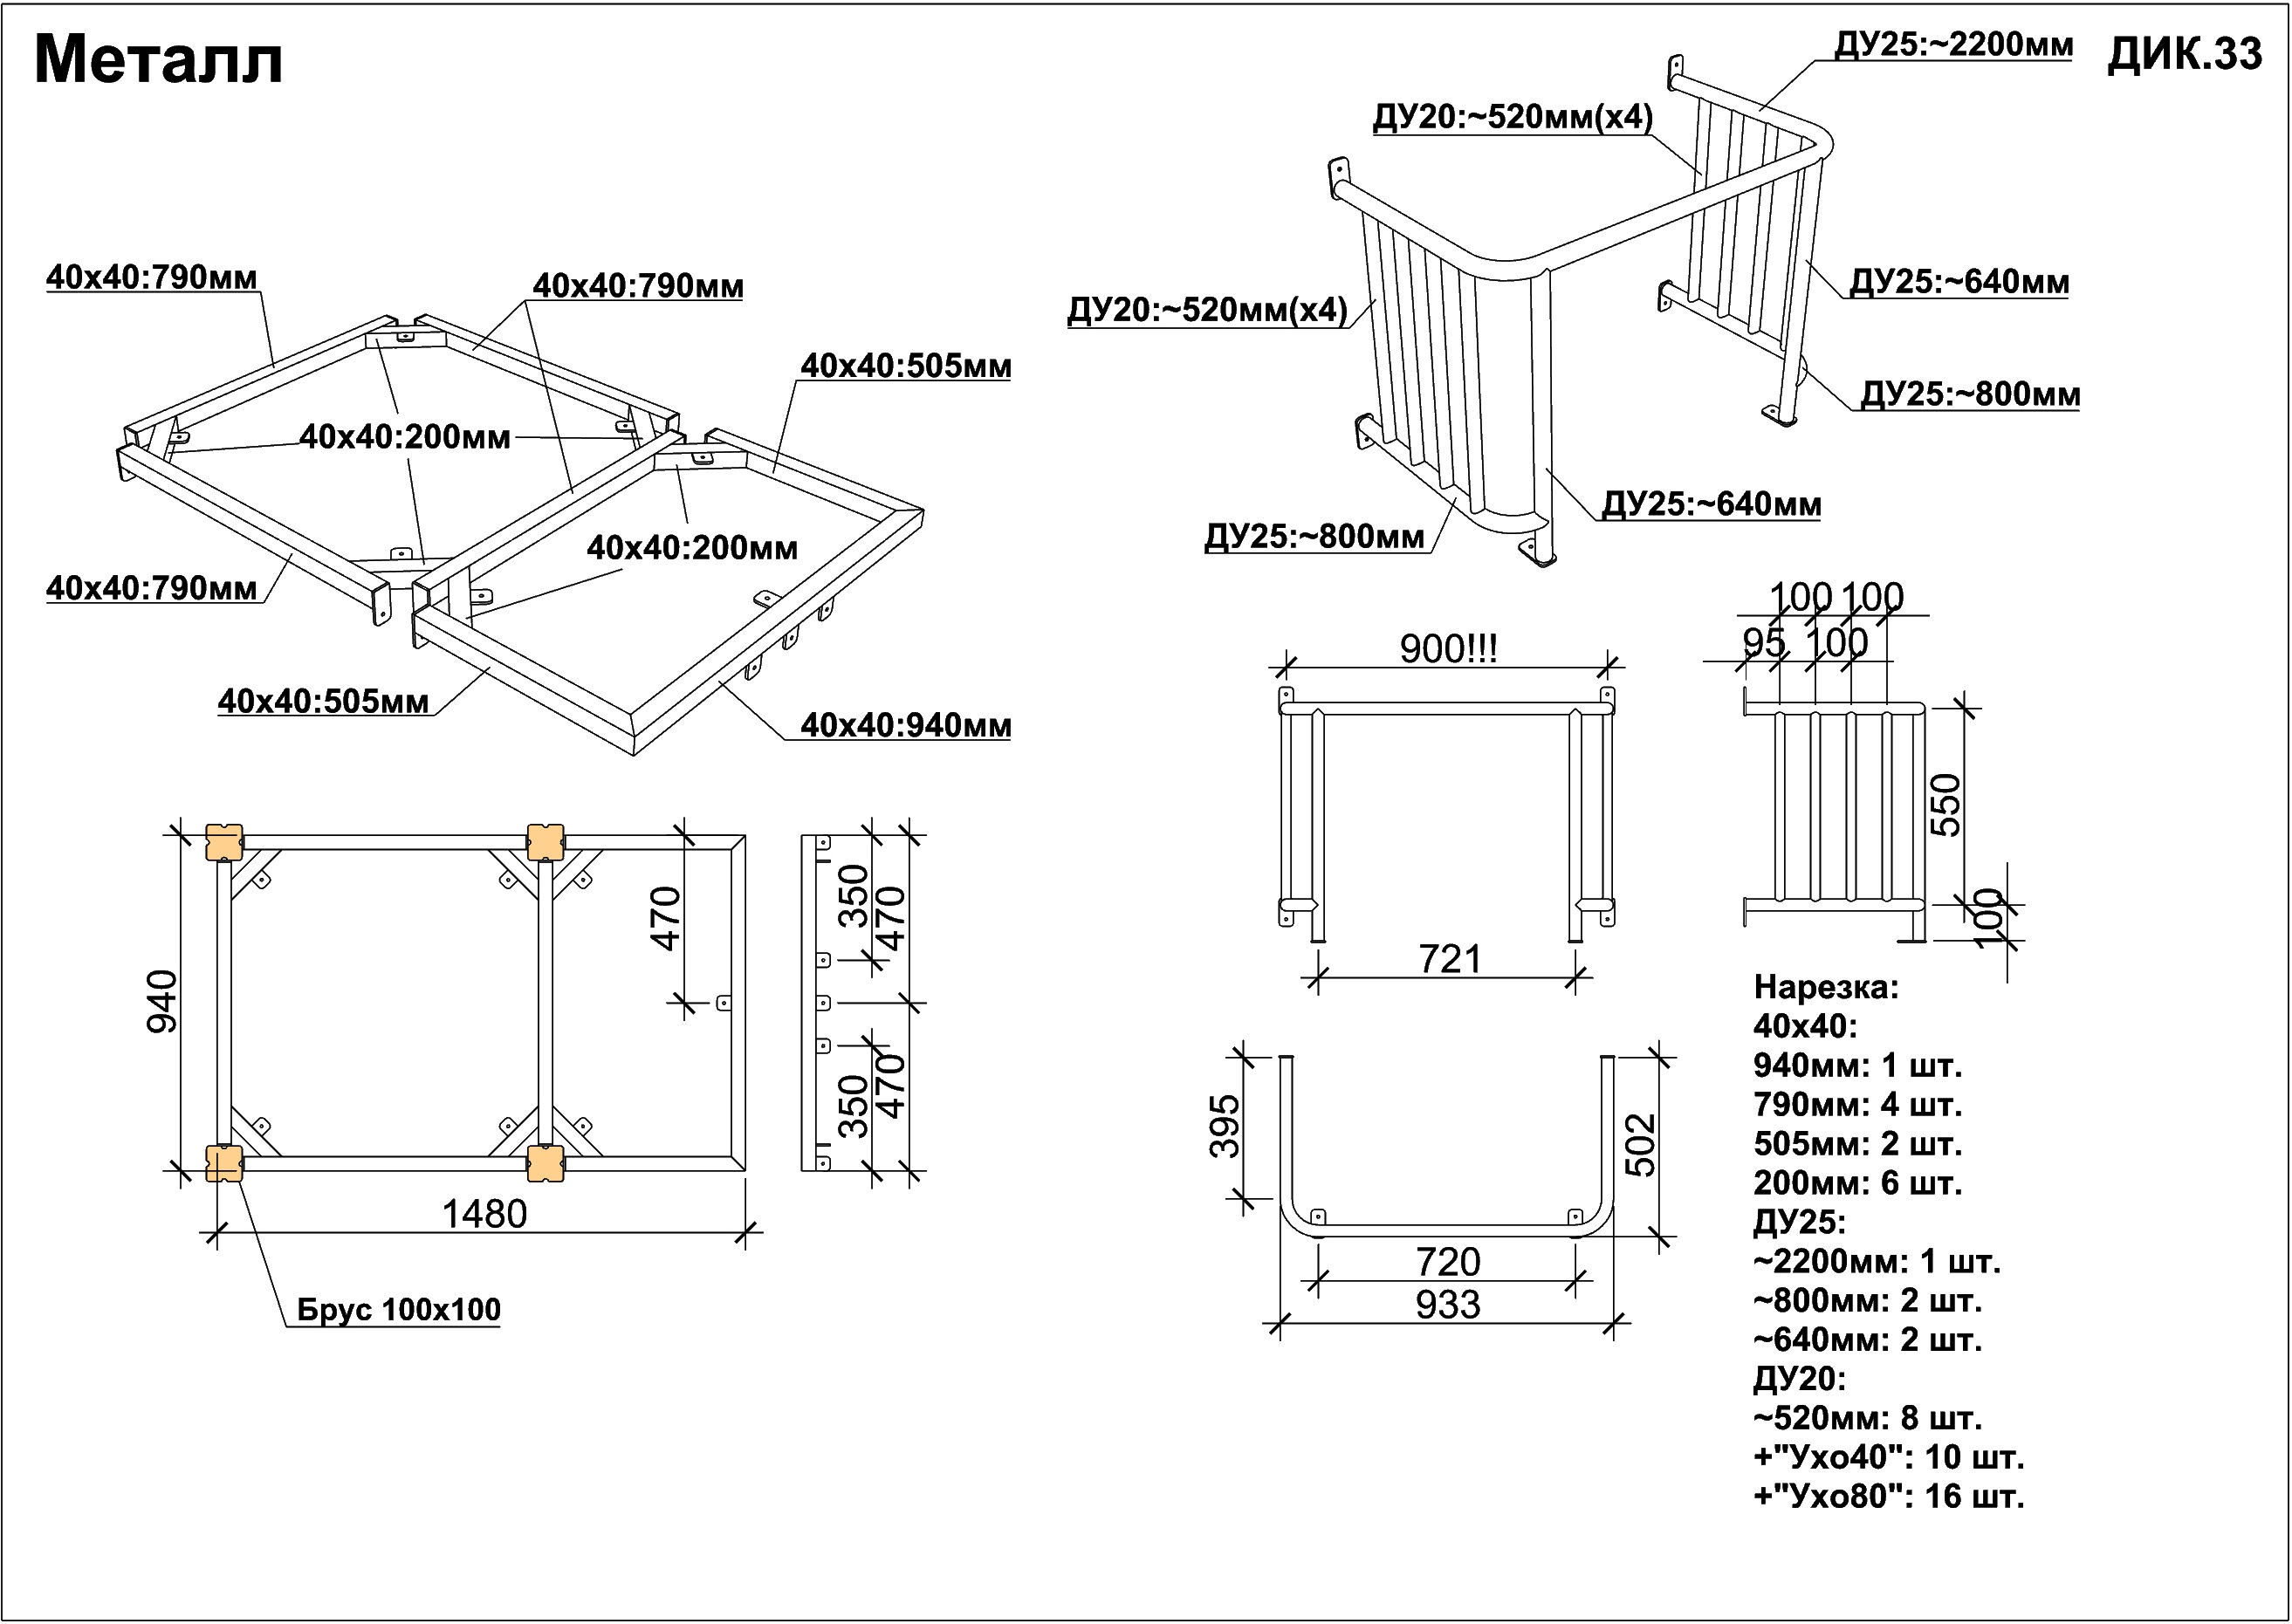 Металл
ДИК.33
ДУ25:~2200мм
ДУ20:~520мм(x4)
ДУ20:~520мм(x4)
ДУ25:~640мм
ДУ25:~800мм
ДУ25:~640мм
ДУ25:~800мм
40x40:790мм
40x40:790мм
40x40:505мм
40x40:200мм
40x40:200мм
40x40:790мм
40x40:505мм
40x40:940мм
940
470
350
470
350
470
1480
Брус 100x100
900!!!
721
100
100
95
100
550
100
395
502
720
933
Нарезка:
40x40:
940мм: 1 шт.
790мм: 4 шт.
505мм: 2 шт.
200мм: 6 шт.
ДУ25:
~2200мм: 1 шт.
~800мм: 2 шт.
~640мм: 2 шт.
ДУ20:
~520мм: 8 шт.
+"Ухо40": 10 шт.
+"Ухо80": 16 шт.